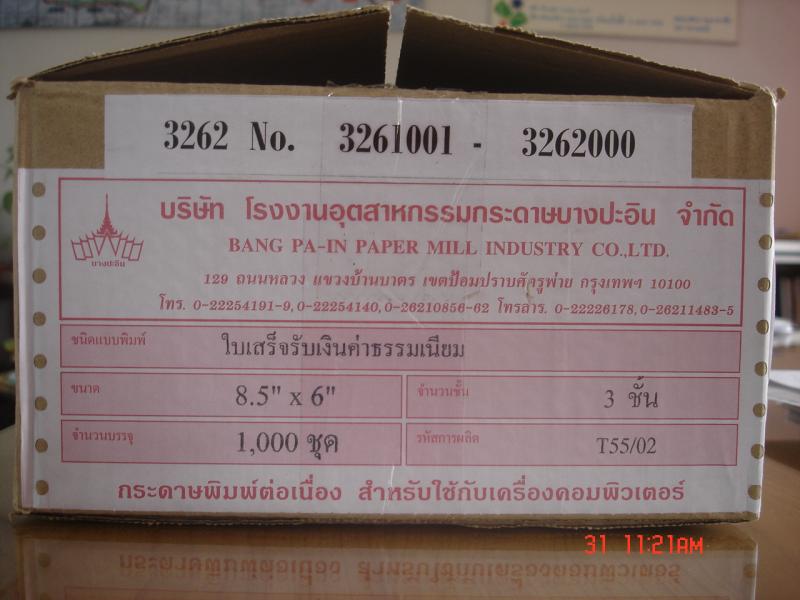 3262 No. 3261001 - 3262000
บริษัท โรงงานอุตสาหกรรมกระดาษบางปะอิน จำกัด
BANG PA-IN PAPER MILL INDUSTRY CO.,LTD.
บางปะอิน
129 ถนนหลวง แขวงบ้านบาตร เขตป้อมปราบศัตรูพ่าย กรุงเทพฯ 10100
โทร. 0-22254191-9, 0-22254140, 0-26210856-62 โทรสาร. 0-2226178, 0-26211483-5
ชนิดแบบพิมพ์ ใบเสร็จรับเงินค่าธรรมเนียม
ขนาด 8.5" x 6" จำนวนชั้น 3 ชั้น
จำนวนบรรจุ 1,000 ชุด รหัสการผลิต T55/02
กระดาษพิมพ์ต่อเนื่อง สำหรับใช้กับเครื่องคอมพิวเตอร์
31 11:21AM